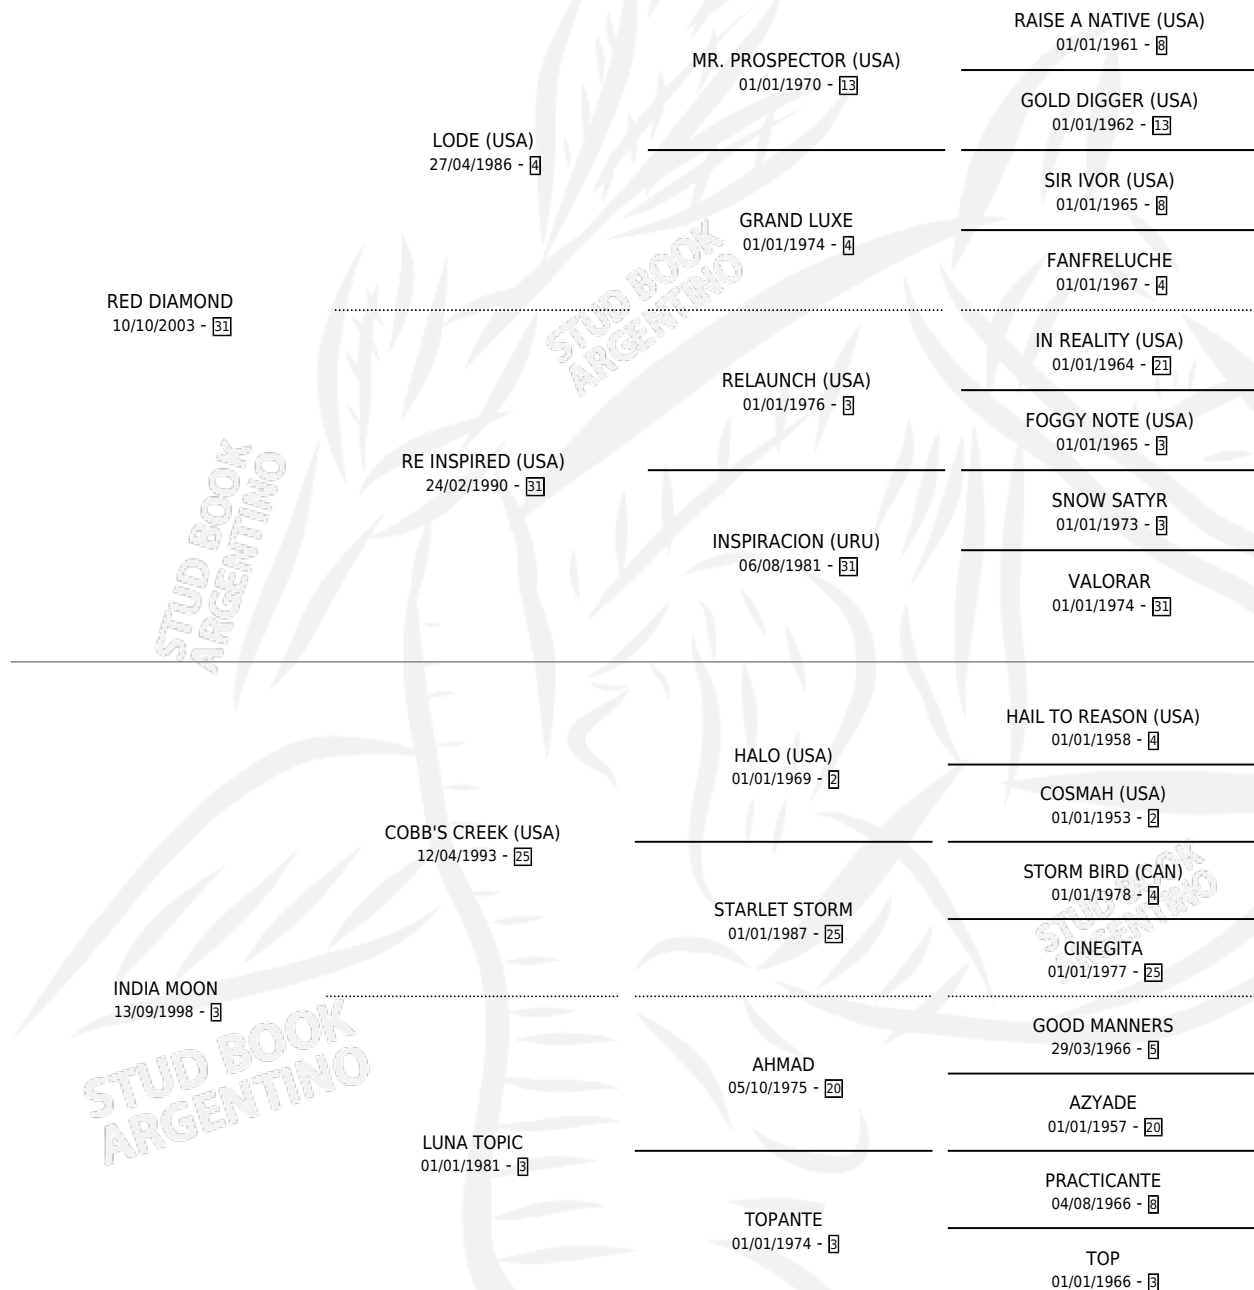 RAISE A NATIVE (USA)
01/01/1961 - 8
MR. PROSPECTOR (USA)
01/01/1970 - 13
GOLD DIGGER (USA)
01/01/1962 - 13
LODE (USA)
27/04/1986 - 4
SIR IVOR (USA)
01/01/1965 - 8
GRAND LUXE
01/01/1974 - 4
FANFRELUCHE
01/01/1967 - 4
RED DIAMOND
10/10/2003 - 31
IN REALITY (USA)
01/01/1964 - 21
RELAUNCH (USA)
01/01/1976 - 3
FOGGY NOTE (USA)
01/01/1965 - 3
RE INSPIRED (USA)
24/02/1990 - 31
SNOW SATYR
01/01/1973 - 3
INSPIRACION (URU)
06/08/1981 - 31
VALORAR
01/01/1974 - 31
HAIL TO REASON (USA)
01/01/1958 - 4
HALO (USA)
01/01/1969 - 2
COSMAH (USA)
01/01/1953 - 2
COBB'S CREEK (USA)
12/04/1993 - 25
STORM BIRD (CAN)
01/01/1978 - 4
STARLET STORM
01/01/1987 - 25
CINEGITA
01/01/1977 - 25
INDIA MOON
13/09/1998 - 3
GOOD MANNERS
29/03/1966 - 5
AHMAD
05/10/1975 - 20
AZYADE
01/01/1957 - 20
LUNA TOPIC
01/01/1981 - 3
PRACTICANTE
04/08/1966 - 8
TOPANTE
01/01/1974 - 3
TOP
01/01/1966 - 3
STUD BOOK
ARGENTINO
STUD BOOK
ARGENTINO
STUD BOOK
ARGENTINO
STUD BOOK
ARGENTINO